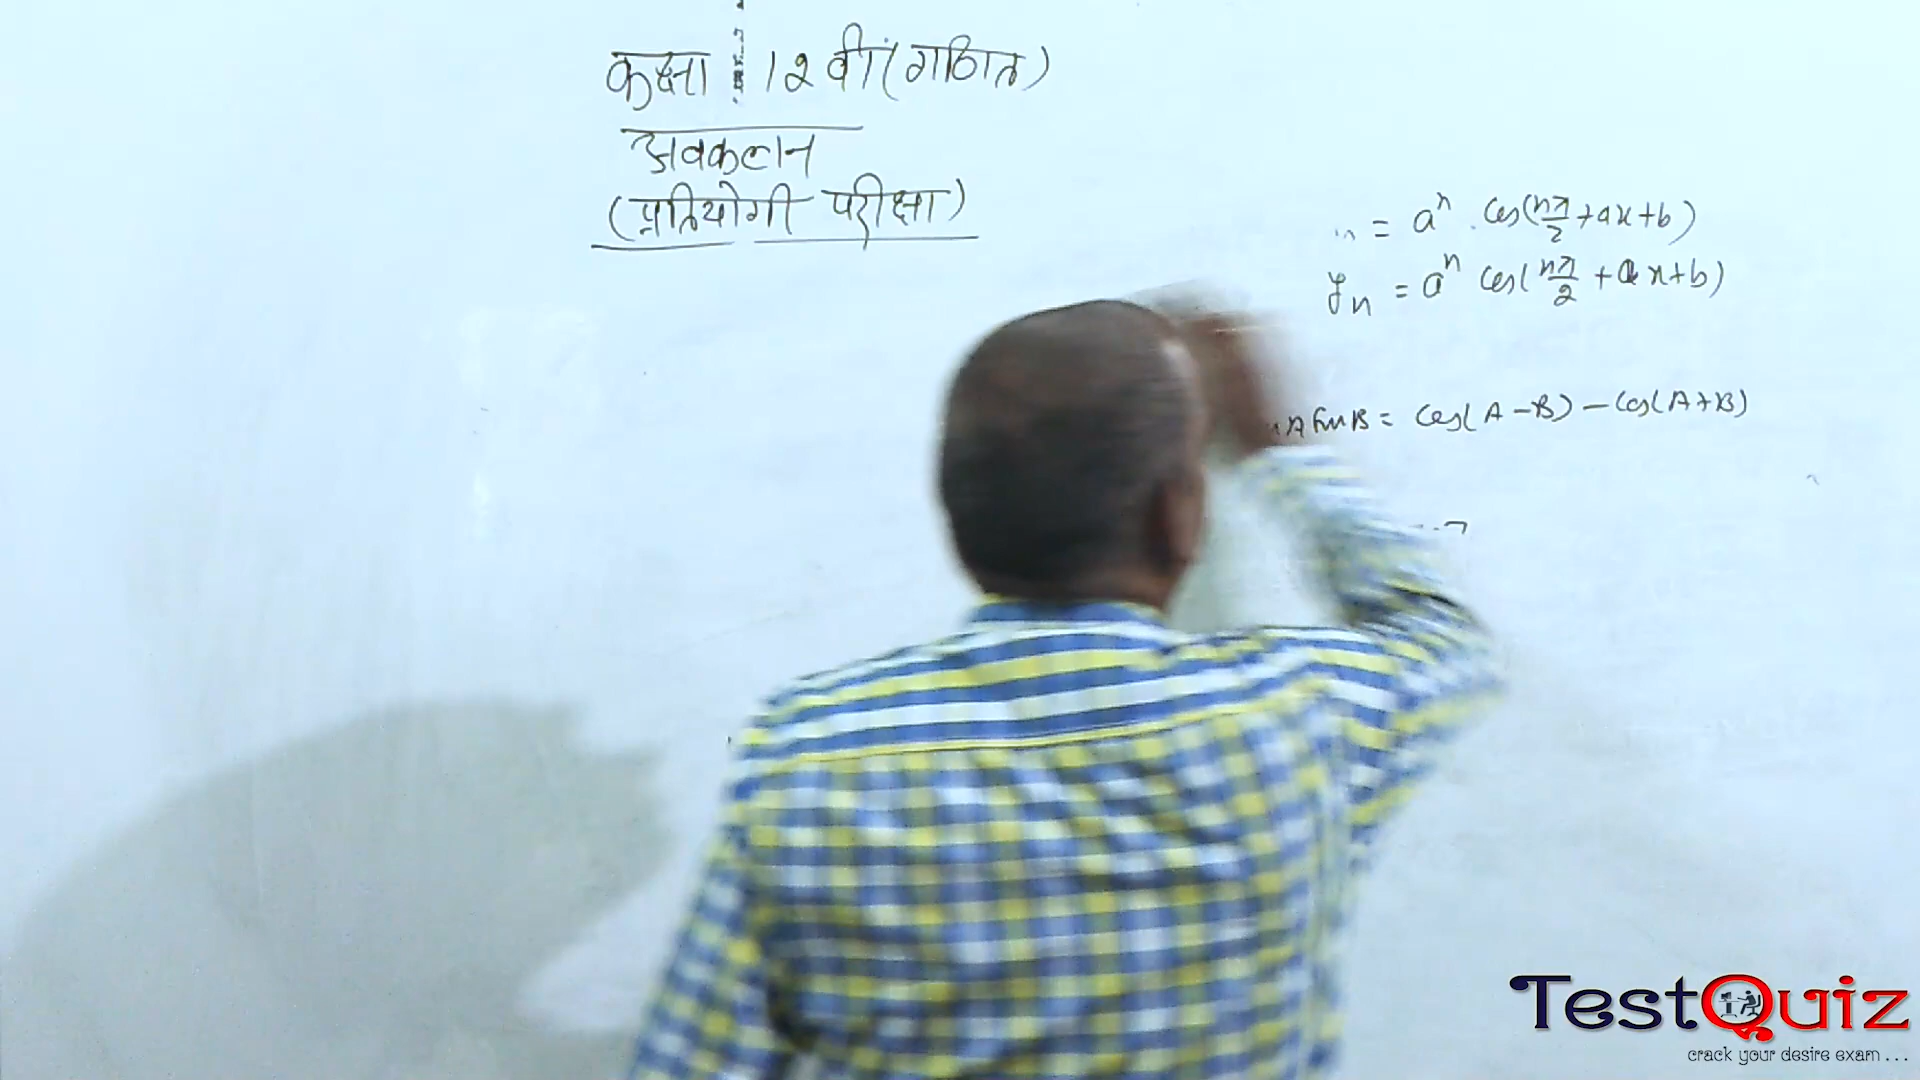 कक्षा 12 वीं (गणित)
अवकलन
(प्रतियोगी परीक्षा)
= aⁿ . cos(nπ/2 + ax + b)
yₙ = aⁿ cos(nπ/2 + ax + b)
A sin B = cos(A - B) - cos(A + B)
TestQuiz
crack your desire exam ...